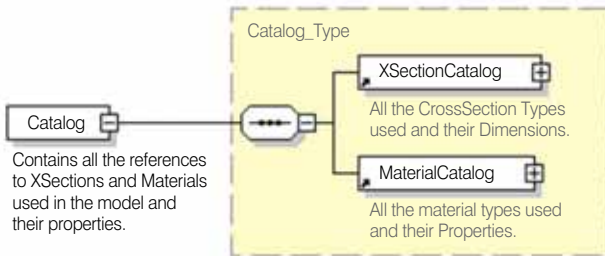 Catalog_Type
XSectionCatalog
All the CrossSection Types
used and their Dimensions.
Catalog
Contains all the references
to XSections and Materials
used in the model and
their properties.
MaterialCatalog
All the material types used
and their Properties.